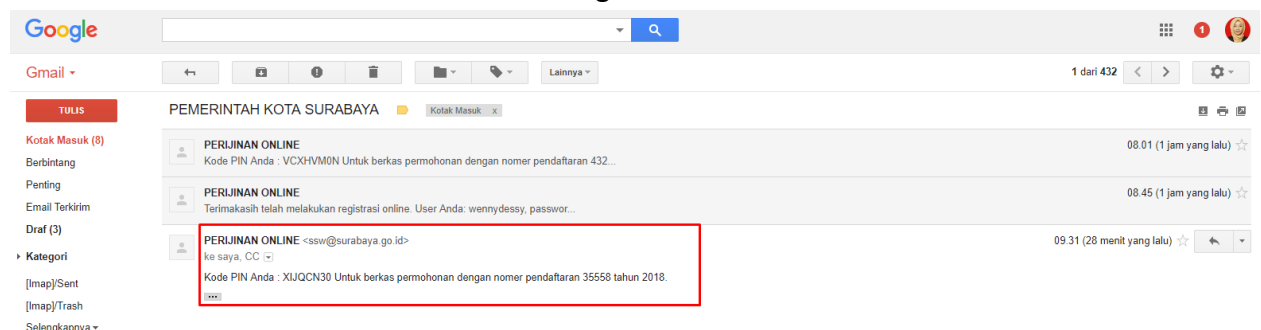 Google
1
Gmail
Lainnya
1 dari 432
TULIS
PEMERINTAH KOTA SURABAYA
Kotak Masuk x
Kotak Masuk (8)
Berbintang
Penting
Email Terkirim
Draf (3)
Kategori
[Imap]/Sent
[Imap]/Trash
Selengkapnya
PERIJINAN ONLINE
08.01 (1 jam yang lalu)
Kode PIN Anda : VCXHVM0N Untuk berkas permohonan dengan nomer pendaftaran 432...
PERIJINAN ONLINE
08.45 (1 jam yang lalu)
Terimakasih telah melakukan registrasi online. User Anda: wennydessy, passwor...
PERIJINAN ONLINE <ssw@surabaya.go.id>
09.31 (28 menit yang lalu)
ke saya, CC
Kode PIN Anda : XIJQCN30 Untuk berkas permohonan dengan nomer pendaftaran 35558 tahun 2018.